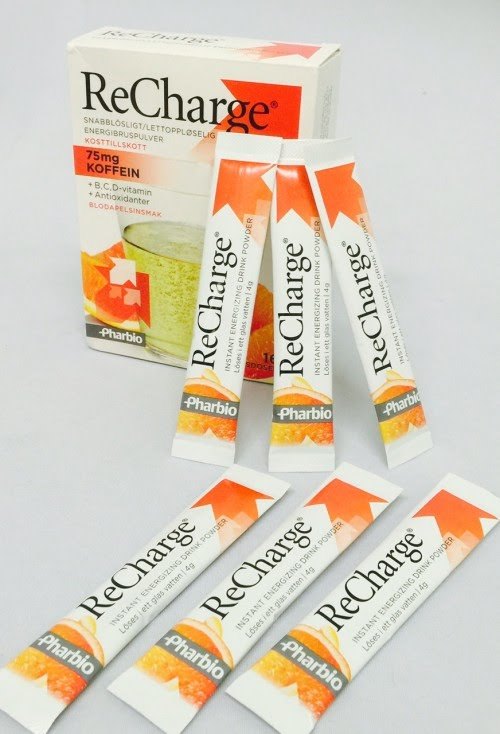 ReCharge®
SNABBLÖSLIGT/LETTOPPLØSELIG
ENERGIBRUSPULVER
KOSTTILLSKOTT
75mg
KOFFEIN
+ B,C,D-vitamin
+ Antioxidanter
BLODAPELSINSMAK
Pharbio
16
ReCharge®
INSTANT ENERGIZING DRINK POWDER
Löses i ett glas vatten | 4g
Pharbio
ReCharge®
INSTANT ENERGIZING DRINK POWDER
Löses i ett glas vatten | 4g
Pharbio
ReCharge®
INSTANT ENERGIZING DRINK POWDER
Löses i ett glas vatten | 4g
Pharbio
ReCharge®
INSTANT ENERGIZING DRINK POWDER
Löses i ett glas vatten | 4g
Pharbio
ReCharge®
INSTANT ENERGIZING DRINK POWDER
Löses i ett glas vatten | 4g
Pharbio
ReCharge®
INSTANT ENERGIZING DRINK POWDER
Löses i ett glas vatten | 4g
Pharbio